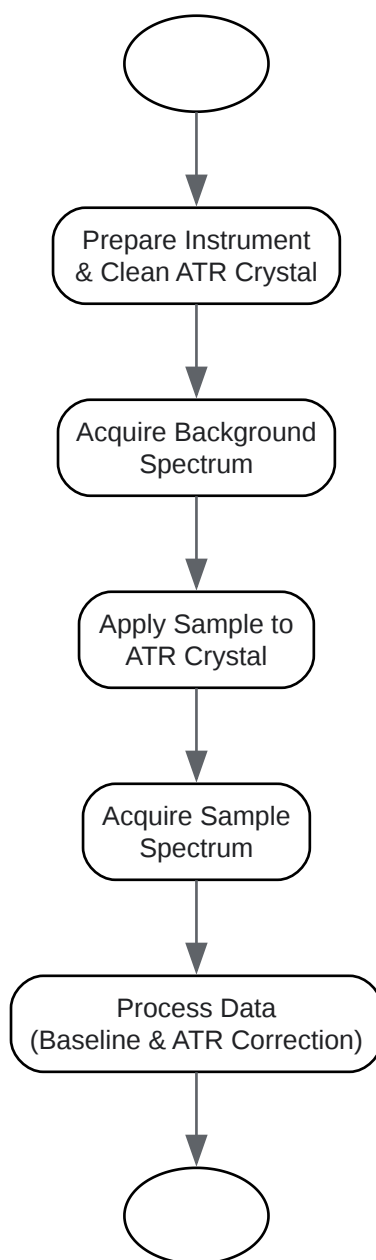 Prepare Instrument
& Clean ATR Crystal
Acquire Background
Spectrum
Apply Sample to
ATR Crystal
Acquire Sample
Spectrum
Process Data
(Baseline & ATR Correction)